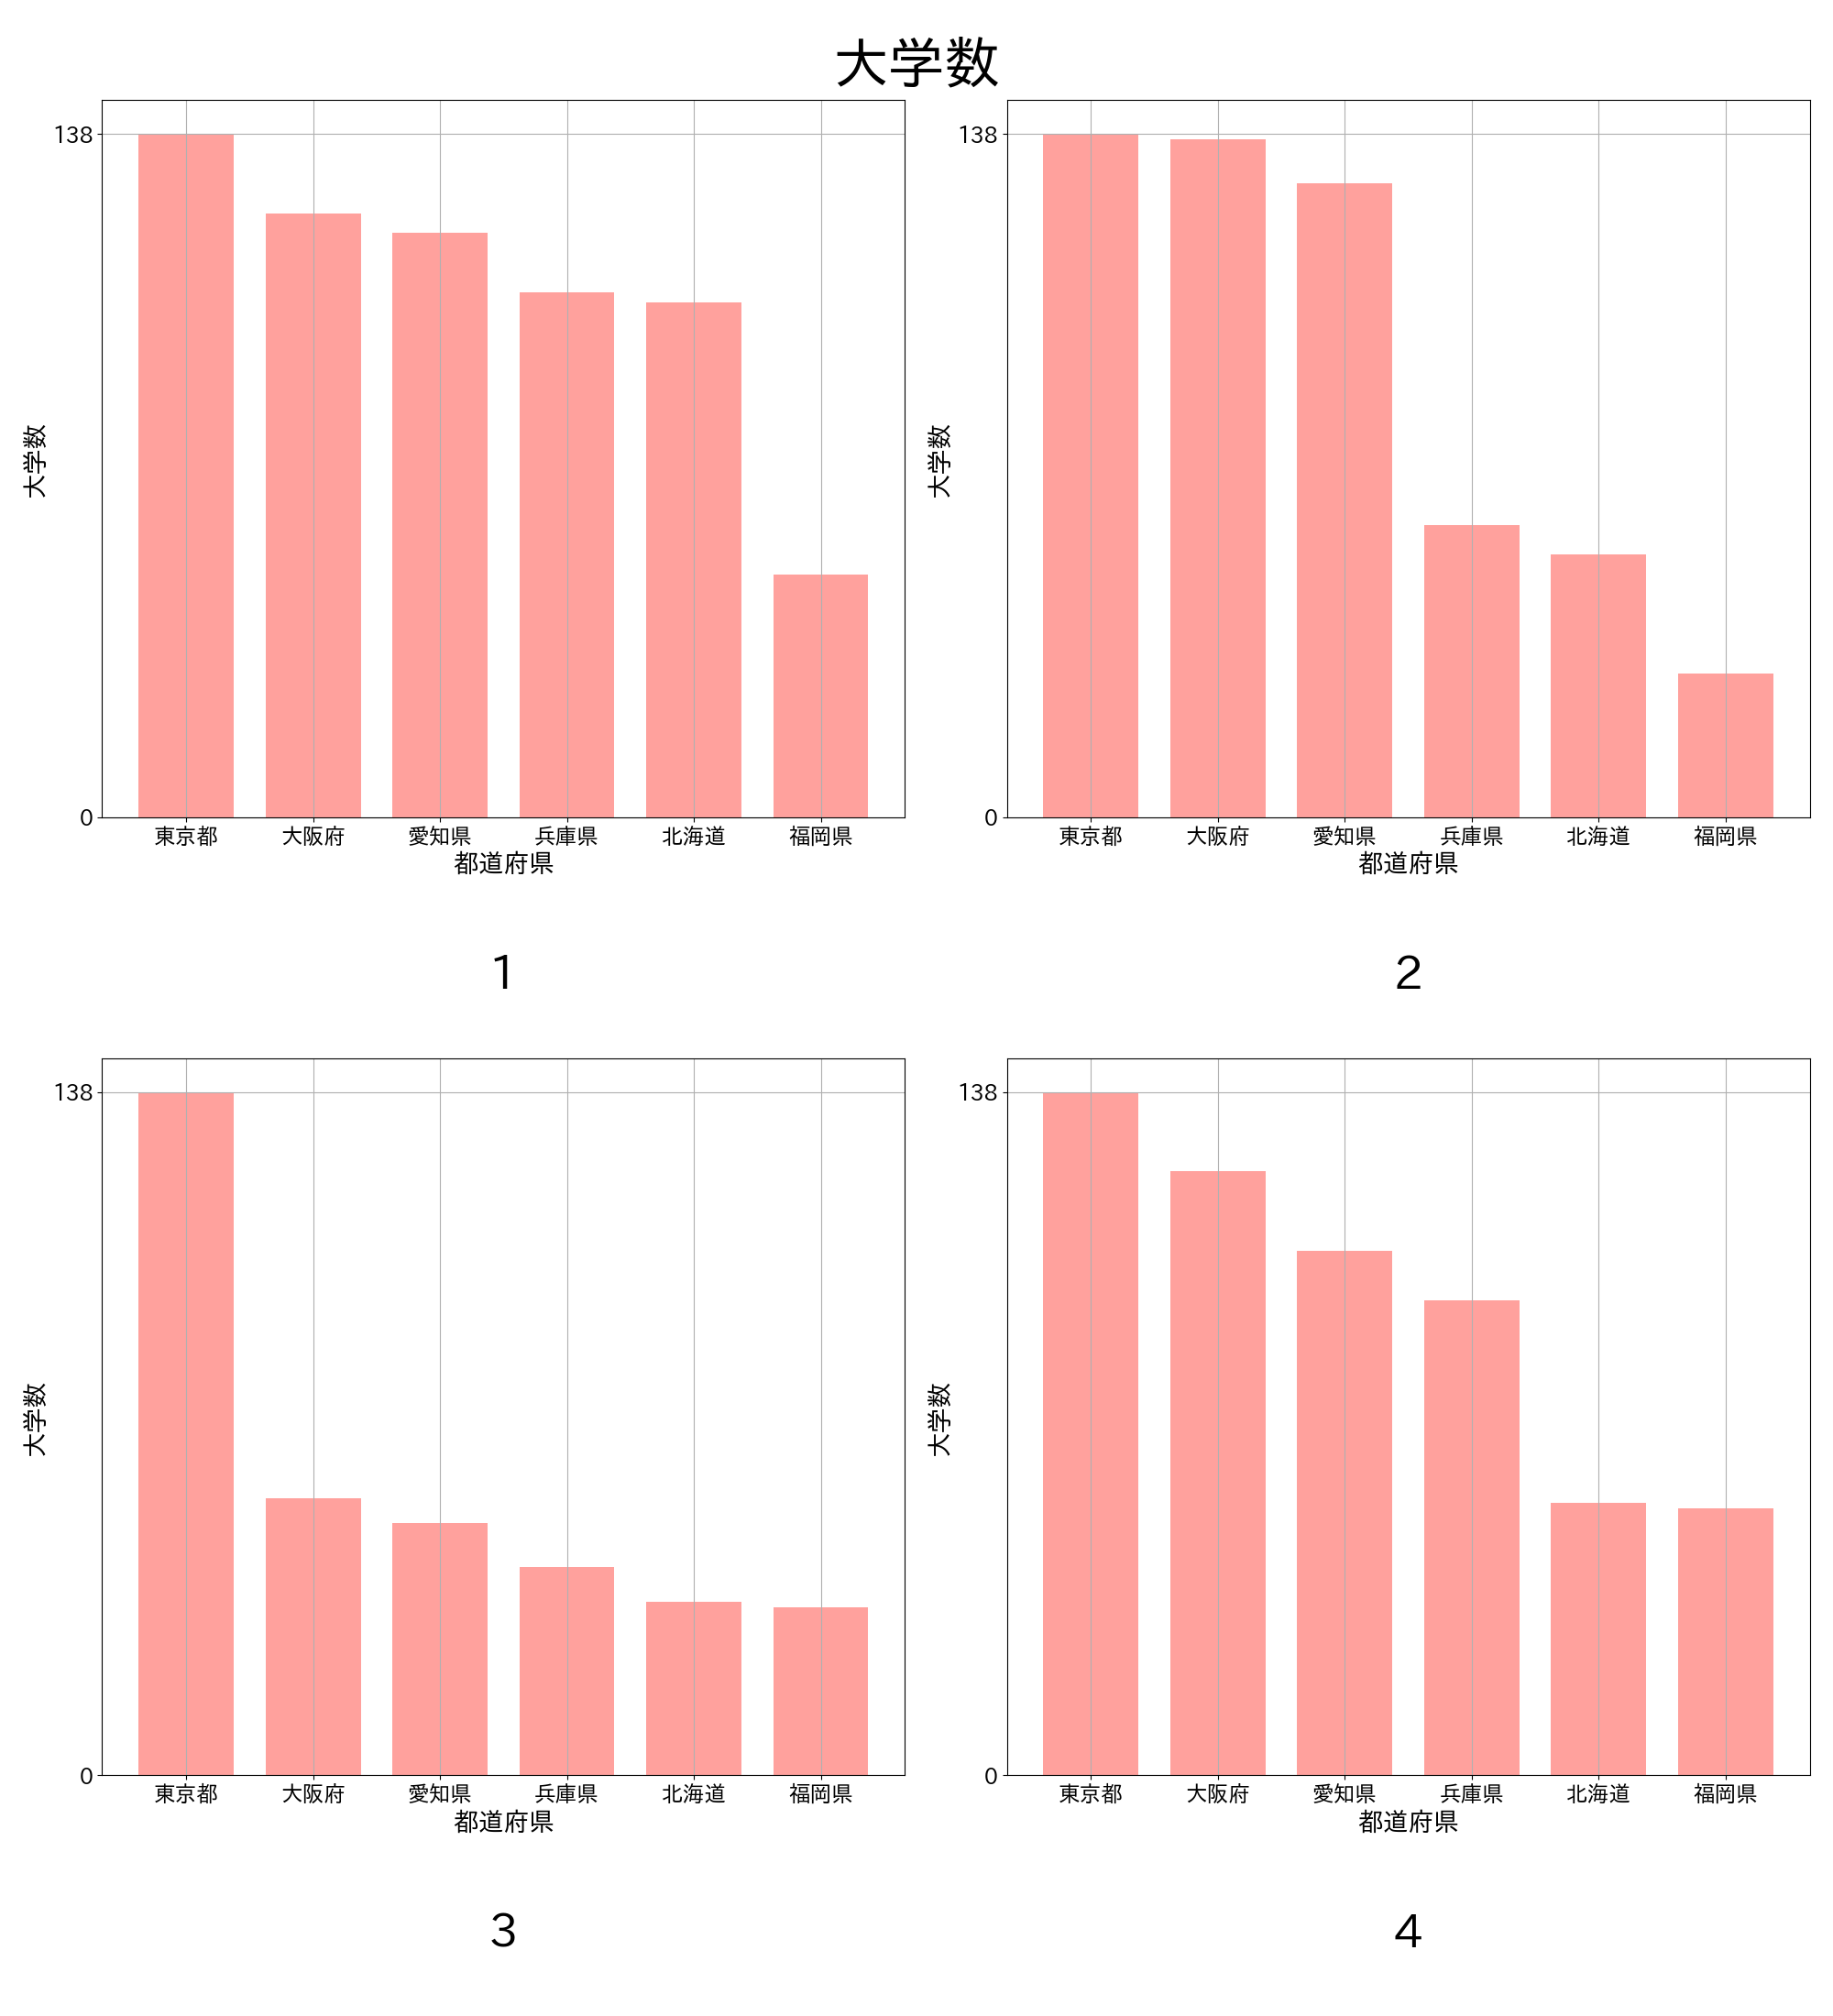 大学数
138
0
大学数
東京都 大阪府 愛知県 兵庫県 北海道 福岡県
都道府県
1
138
0
大学数
東京都 大阪府 愛知県 兵庫県 北海道 福岡県
都道府県
2
138
0
大学数
東京都 大阪府 愛知県 兵庫県 北海道 福岡県
都道府県
3
138
0
大学数
東京都 大阪府 愛知県 兵庫県 北海道 福岡県
都道府県
4